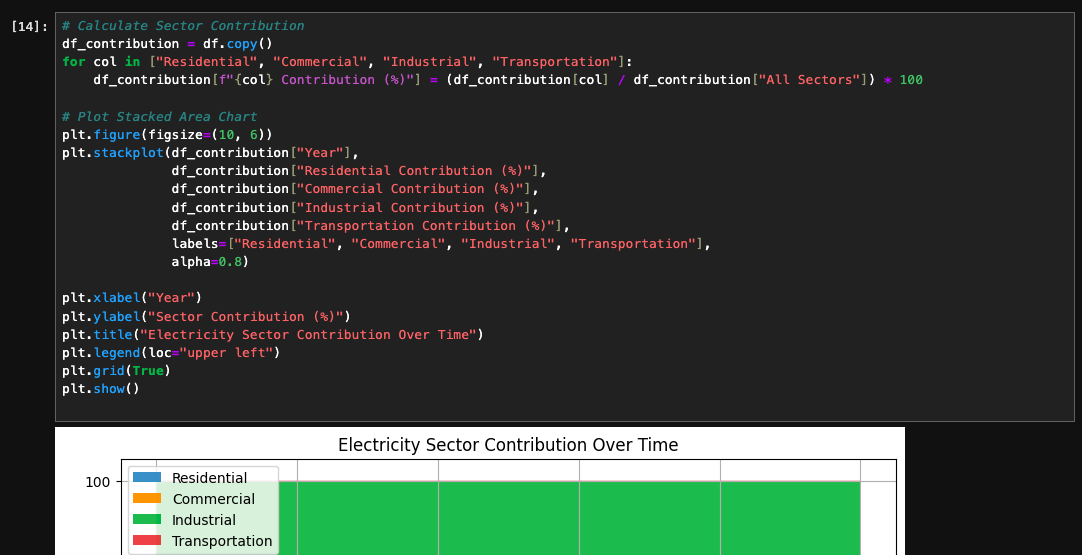 [14]:
# Calculate Sector Contribution
df_contribution = df.copy()
for col in ["Residential", "Commercial", "Industrial", "Transportation"]:
    df_contribution[f"{col} Contribution (%)"] = (df_contribution[col] / df_contribution["All Sectors"]) * 100

# Plot Stacked Area Chart
plt.figure(figsize=(10, 6))
plt.stackplot(df_contribution["Year"],
              df_contribution["Residential Contribution (%)"],
              df_contribution["Commercial Contribution (%)"],
              df_contribution["Industrial Contribution (%)"],
              df_contribution["Transportation Contribution (%)"],
              labels=["Residential", "Commercial", "Industrial", "Transportation"],
              alpha=0.8)

plt.xlabel("Year")
plt.ylabel("Sector Contribution (%)")
plt.title("Electricity Sector Contribution Over Time")
plt.legend(loc="upper left")
plt.grid(True)
plt.show()

Electricity Sector Contribution Over Time
100
Residential
Commercial
Industrial
Transportation